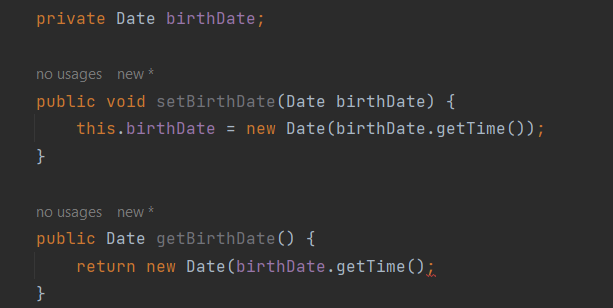 private Date birthDate;
no usages new *
public void setBirthDate(Date birthDate) {
this.birthDate = new Date(birthDate.getTime());
}
no usages new *
public Date getBirthDate() {
return new Date(birthDate.getTime();
}